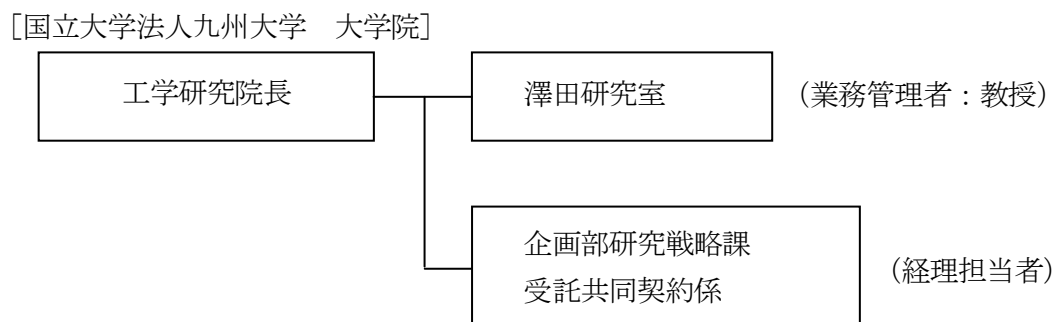 ［国立大学法人九州大学　大学院］
工学研究院長
澤田研究室
（業務管理者：教授）
企画部研究戦略課
受託共同契約係
（経理担当者）